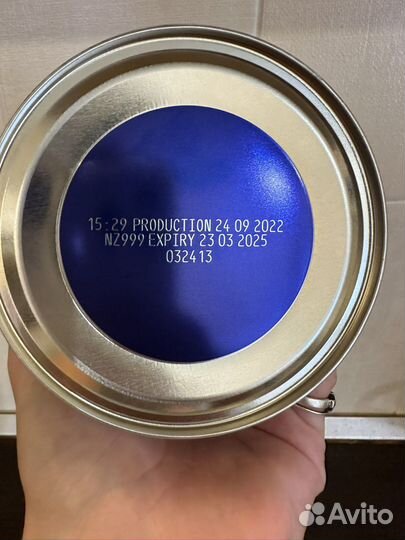 15:29 PRODUCTION 24 09 2022
NZ999 EXPIRY 23 03 2025
032413
Avito